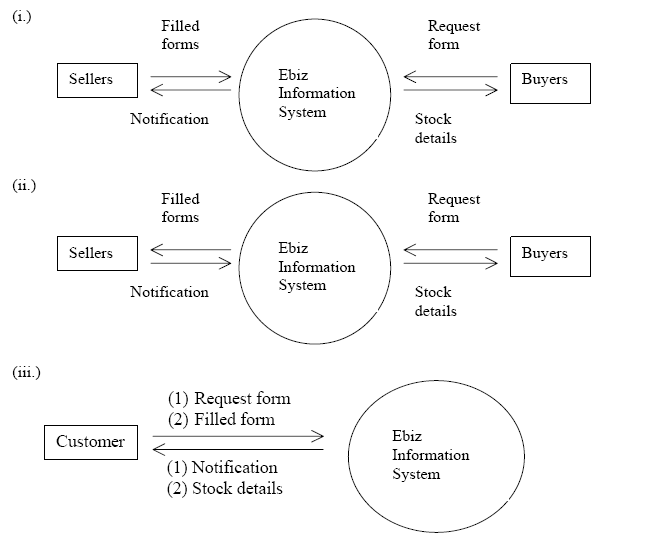 (i.)
Filled
forms
Request
form
Sellers
Ebiz
Information
System
Buyers
Notification
Stock
details
(ii.)
Filled
forms
Request
form
Sellers
Ebiz
Information
System
Buyers
Notification
Stock
details
(iii.)
(1) Request form
(2) Filled form
Customer
Ebiz
Information
System
(1) Notification
(2) Stock details